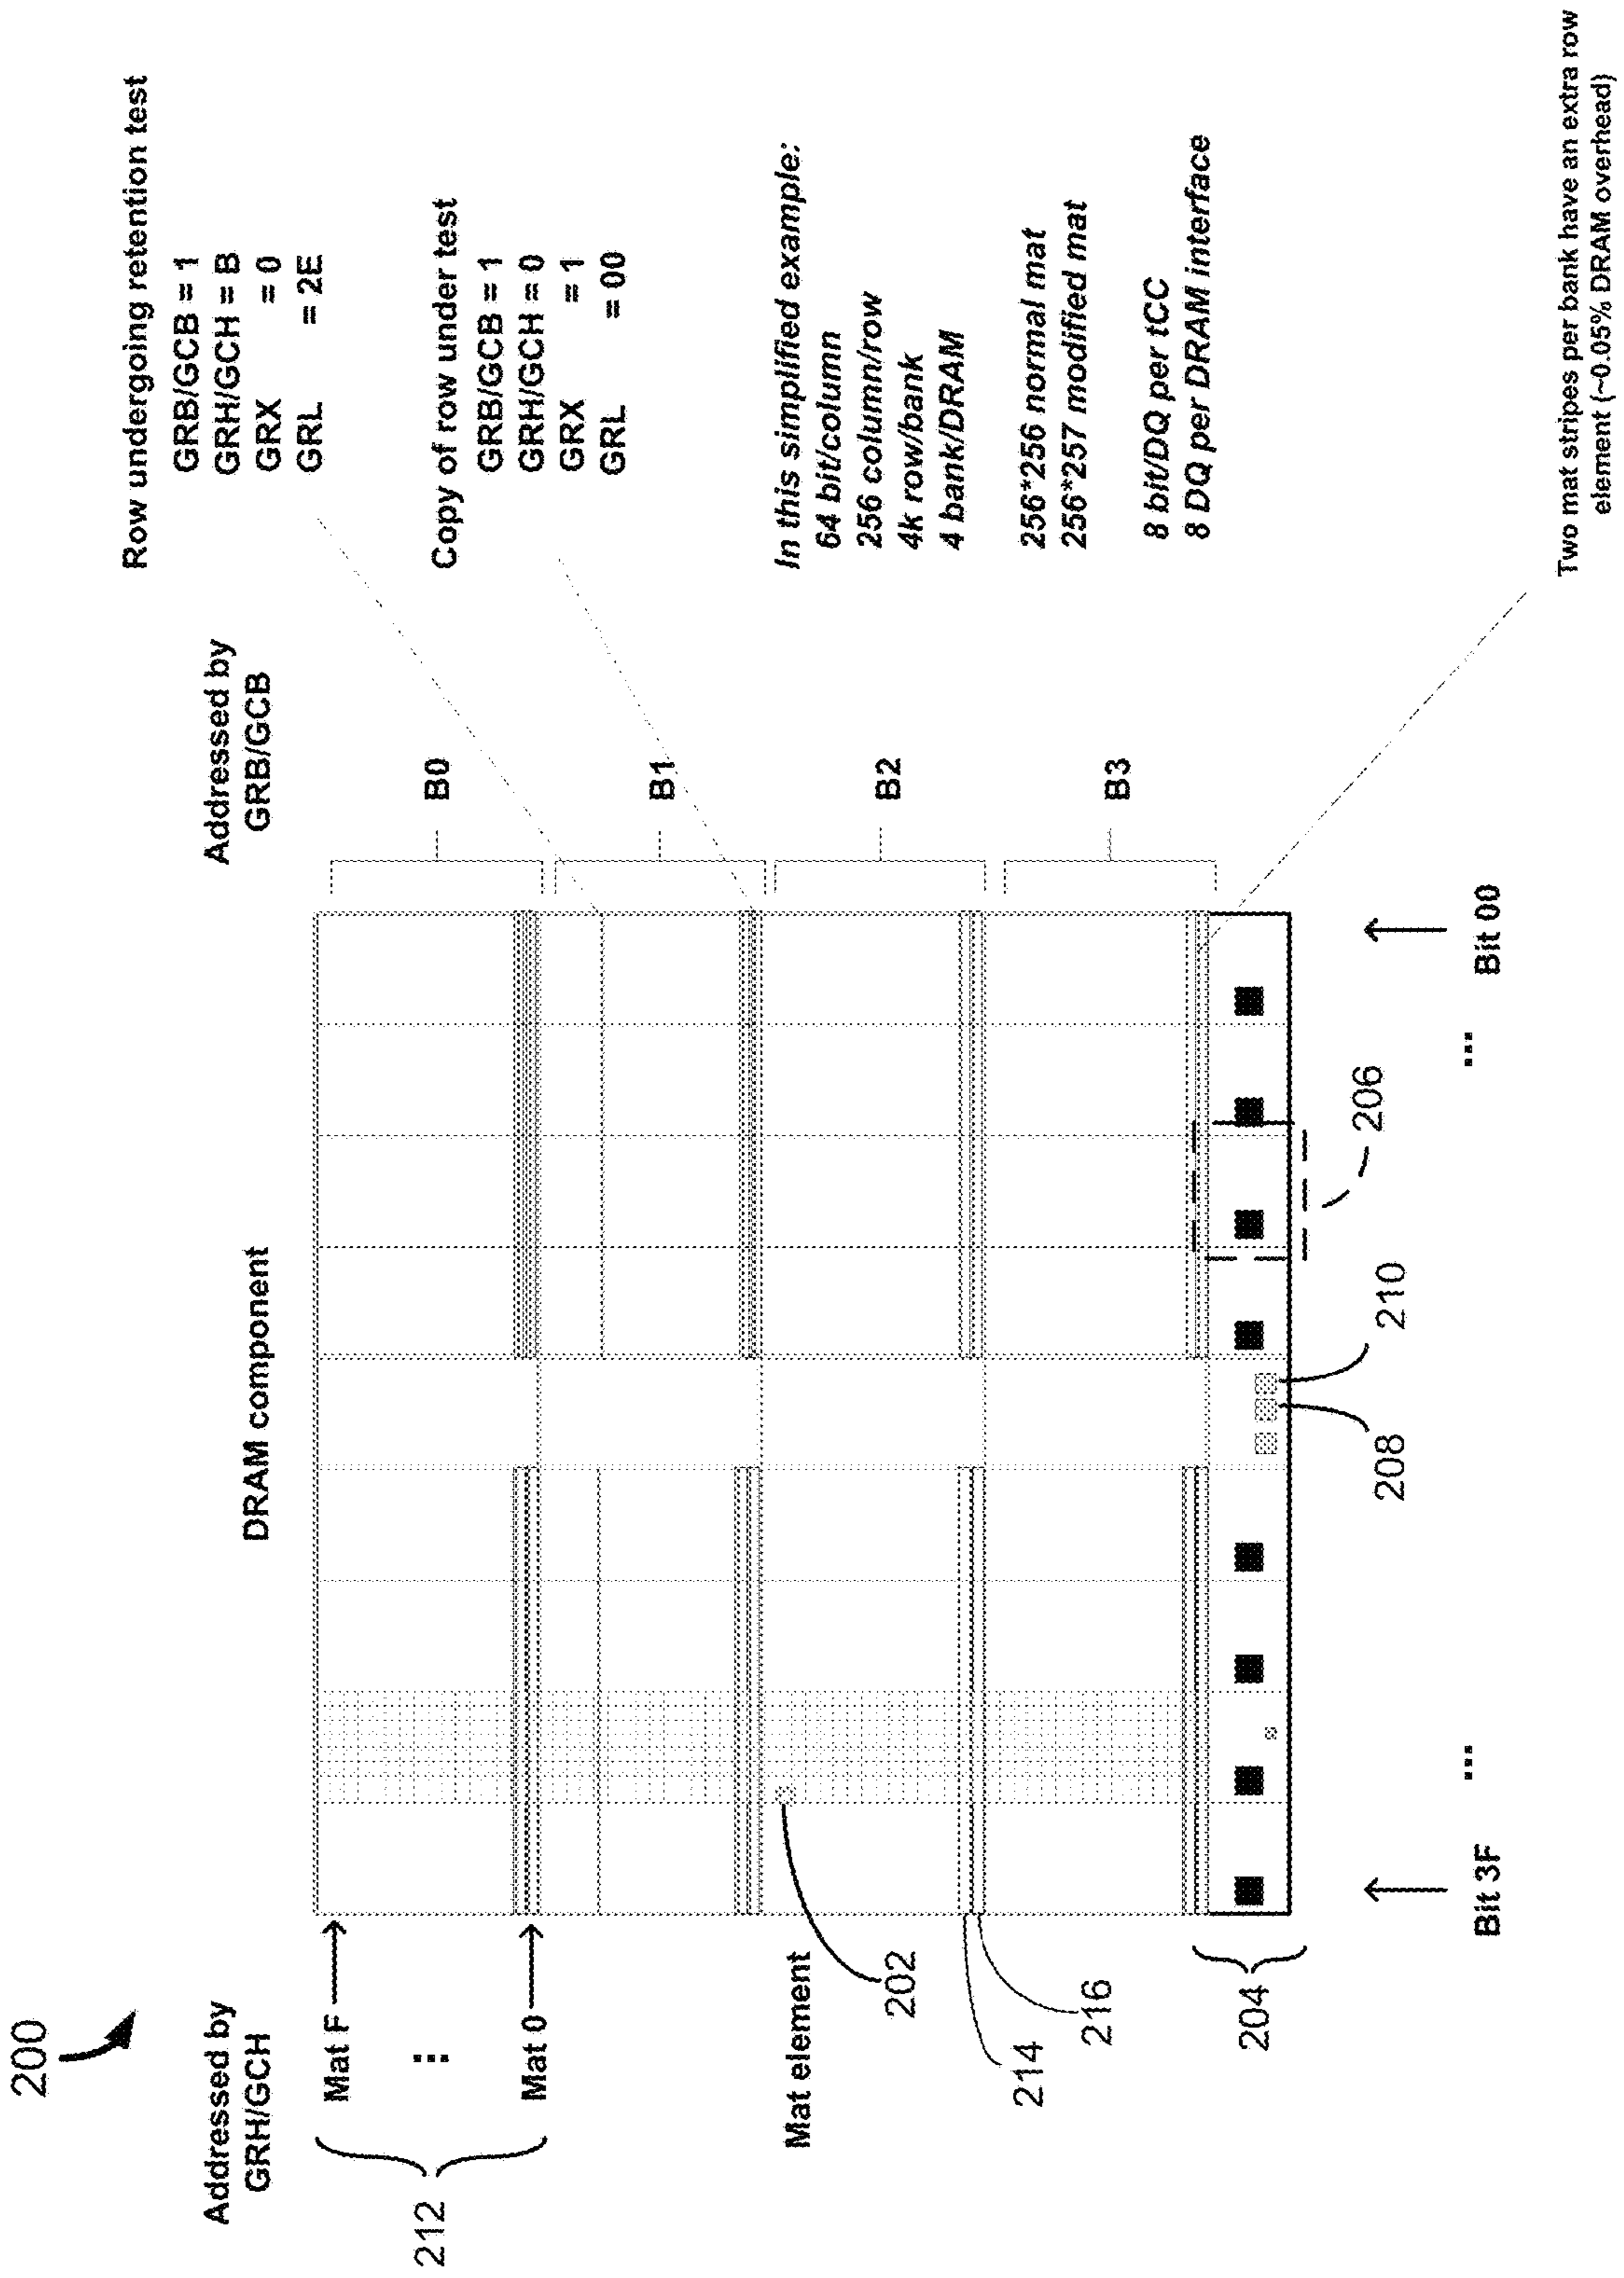 200
DRAM component
Addressed by
GRH/GCH
Addressed by
GRB/GCB
Mat F
...
Mat 0
212
Mat element
202
214
216
204
B0
B1
B2
B3
208
210
206
Bit 3F
...
...
Bit 00
Row undergoing retention test
GRB/GCB = 1
GRH/GCH = B
GRX = 0
GRL = 2E
Copy of row under test
GRB/GCB = 1
GRH/GCH = 0
GRX = 1
GRL = 00
In this simplified example:
64 bit/column
256 column/row
4k row/bank
4 bank/DRAM
256*256 normal mat
256*257 modified mat
8 bit/DQ per tCC
8 DQ per DRAM interface
Two mat stripes per bank have an extra row
element (~0.05% DRAM overhead)